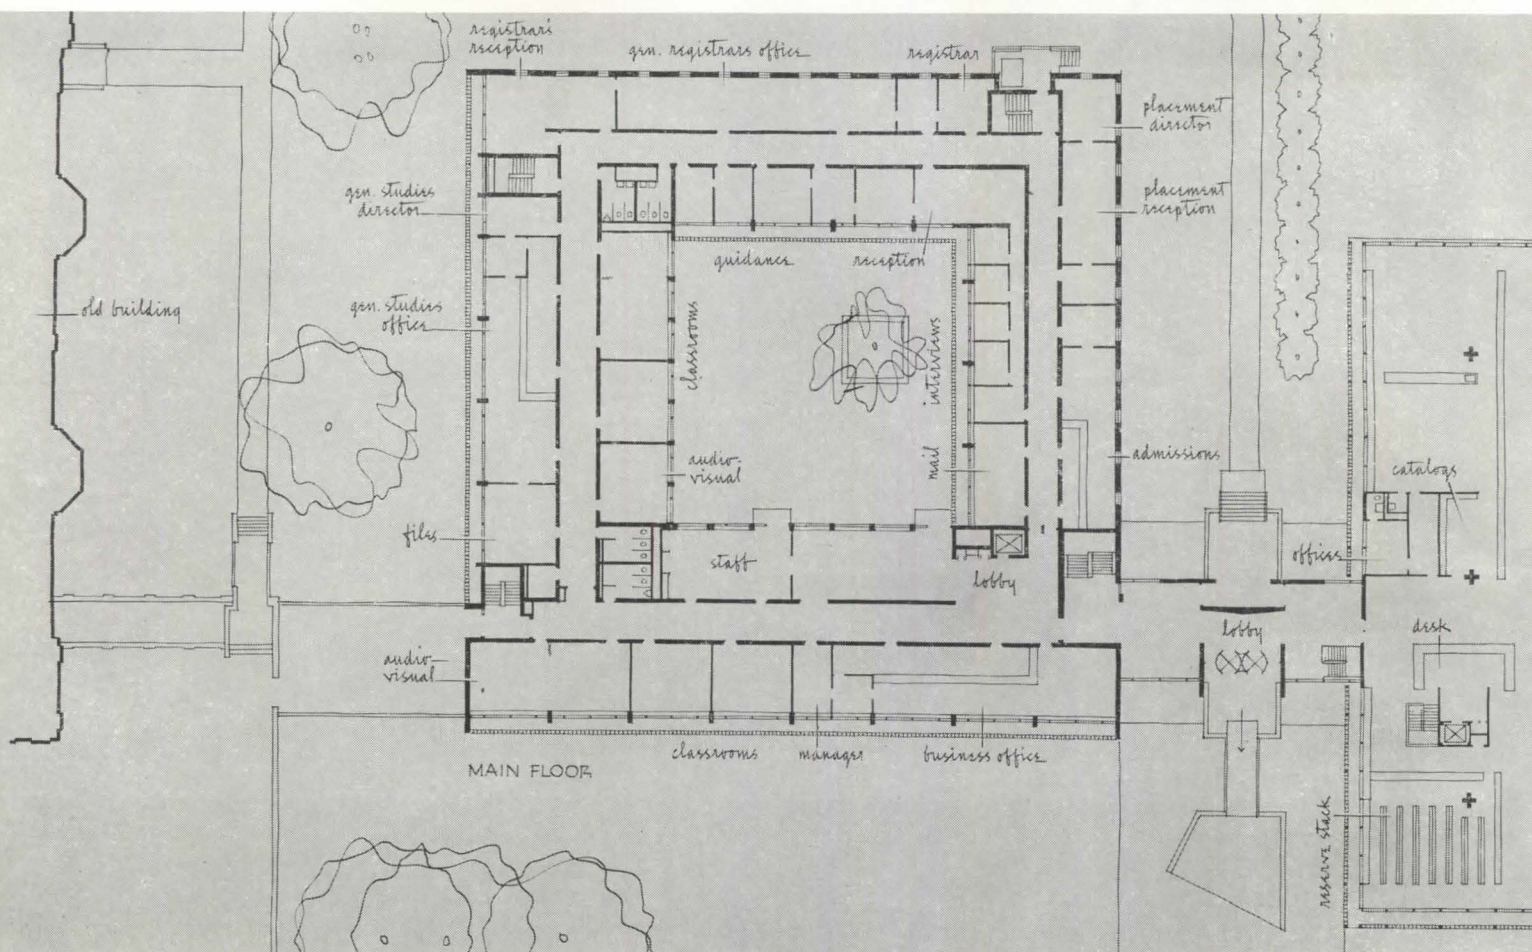 registrar's
reception
gen. registrars office
registrar
placement
director
gen. studies
director
placement
reception
guidance
reception
old building
gen. studies
office
classrooms
interviews
audio-
visual
mail
admissions
catalogs
files
staff
lobby
offices
lobby
desk
audio-
visual
classrooms
manager
business office
MAIN FLOOR
reserve stack